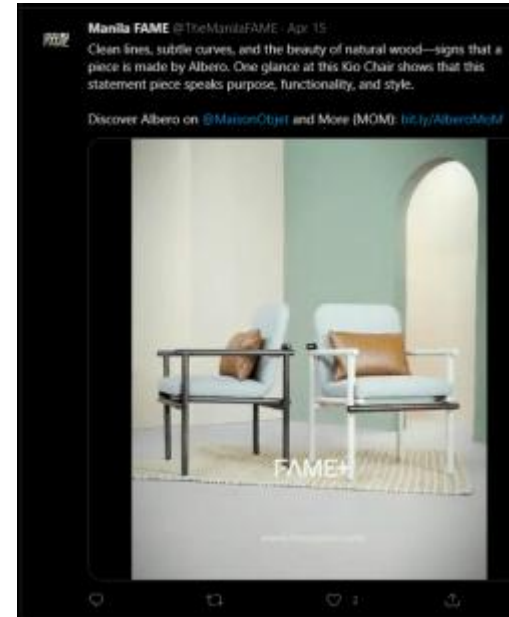 Manila FAME @TheManilaFAME · Apr 15
Clean lines, subtle curves, and the beauty of natural wood—signs that a
piece is made by Albero. One glance at this Kio Chair shows that this
statement piece speaks purpose, functionality, and style.
Discover Albero on @MaisonObjet and More (MOM): bit.ly/AlberoMoM
FAME+